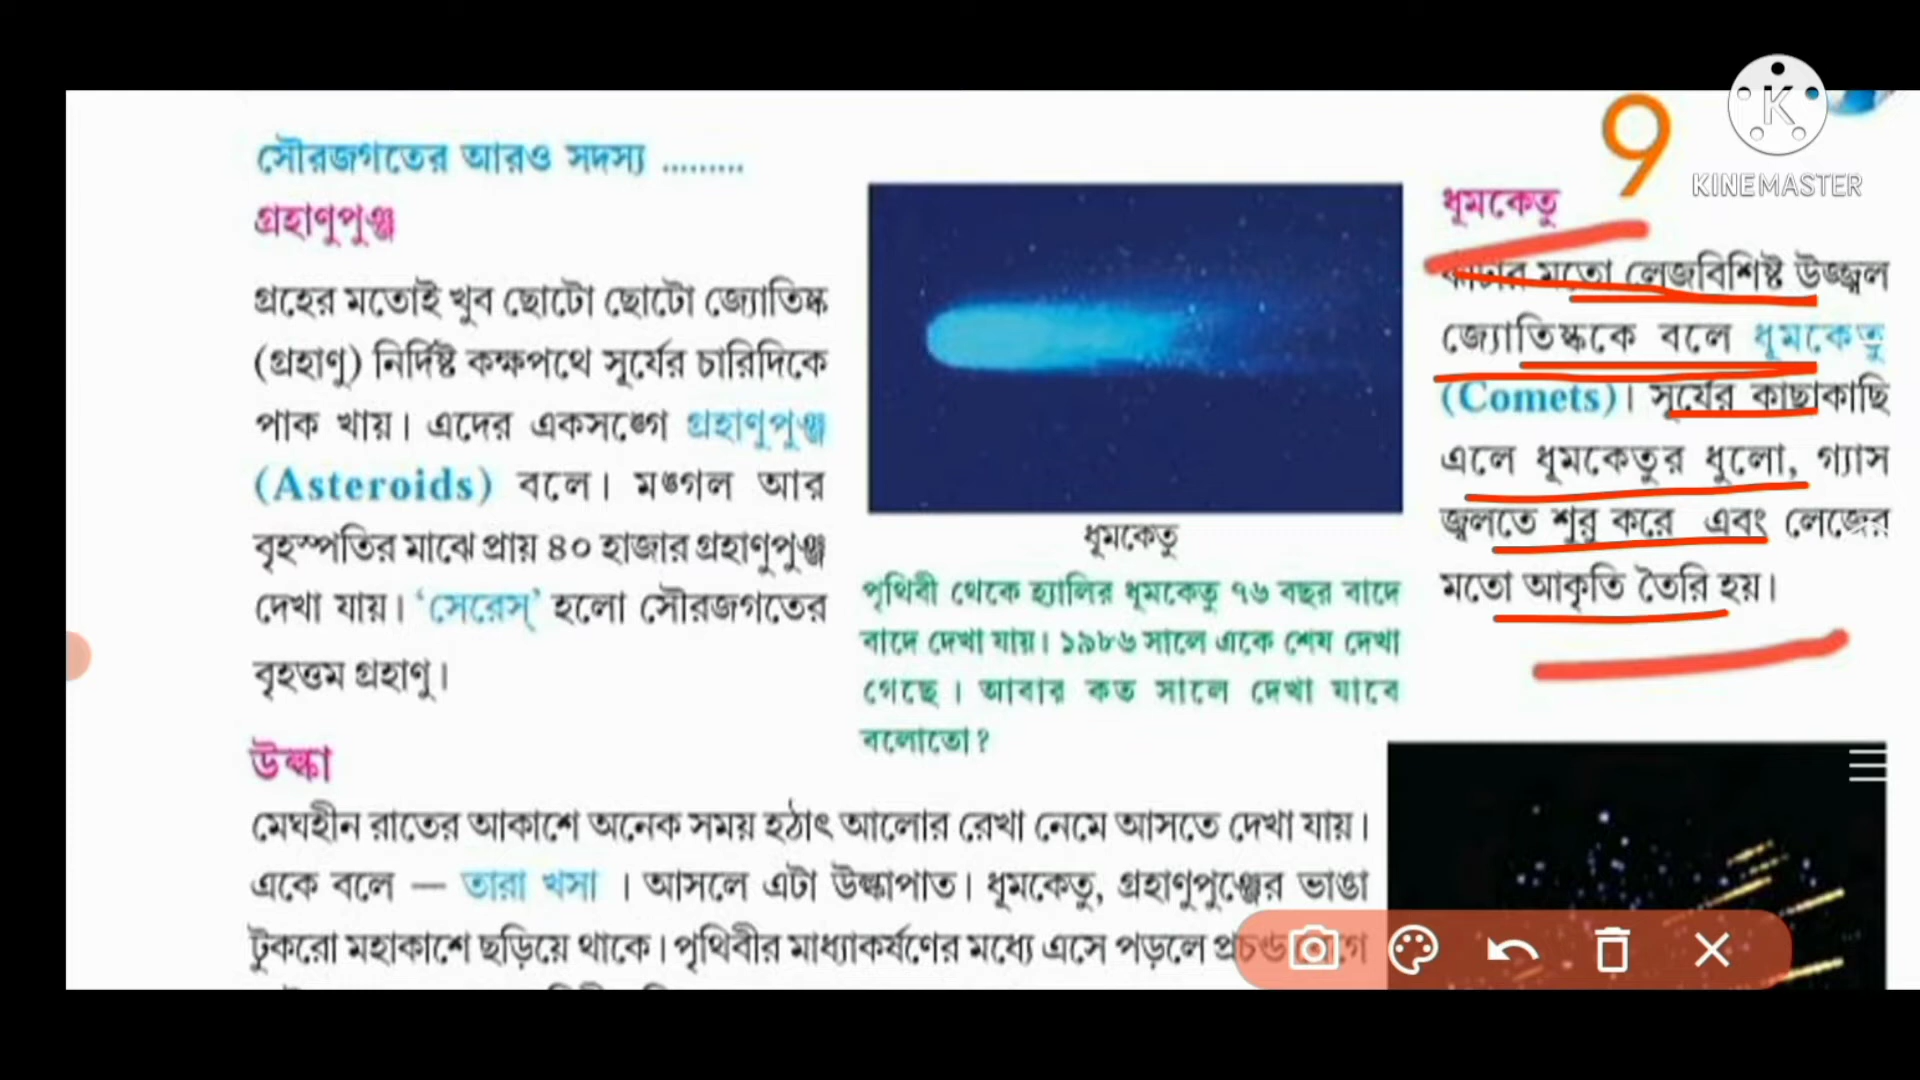 সৌরজগতের আরও সদস্য .........
গ্রহাণুপুঞ্জ
গ্রহের মতোই খুব ছোটো ছোটো জ্যোতিষ্ক
(গ্রহাণু) নির্দিষ্ট কক্ষপথে সূর্যের চারিদিকে
পাক খায়। এদের একসঙ্গে গ্রহাণুপুঞ্জ
(Asteroids) বলে। মঙ্গল আর
বৃহস্পতির মাঝে প্রায় ৪০ হাজার গ্রহাণুপুঞ্জ
দেখা যায়। ‘সেরেস্’ হলো সৌরজগতের
বৃহত্তম গ্রহাণু।
ধূমকেতু
পৃথিবী থেকে হ্যালির ধূমকেতু ৭৬ বছর বাদে
বাদে দেখা যায়। ১৯৮৬ সালে একে শেষ দেখা
গেছে। আবার কত সালে দেখা যাবে
বলোতো?
9
KINEMASTER
ধূমকেতু
ঝাঁটার মতো লেজবিশিষ্ট উজ্জ্বল
জ্যোতিষ্ককে বলে ধূমকেতু
(Comets)। সূর্যের কাছাকাছি
এলে ধূমকেতুর ধুলো, গ্যাস
জ্বলতে শুরু করে এবং লেজের
মতো আকৃতি তৈরি হয়।
উল্কা
মেঘহীন রাতের আকাশে অনেক সময় হঠাৎ আলোর রেখা নেমে আসতে দেখা যায়।
একে বলে — তারা খসা । আসলে এটা উল্কাপাত। ধূমকেতু, গ্রহাণুপুঞ্জের ভাঙা
টুকরো মহাকাশে ছড়িয়ে থাকে। পৃথিবীর মাধ্যাকর্ষণের মধ্যে এসে পড়লে প্রচণ্ড বেগে